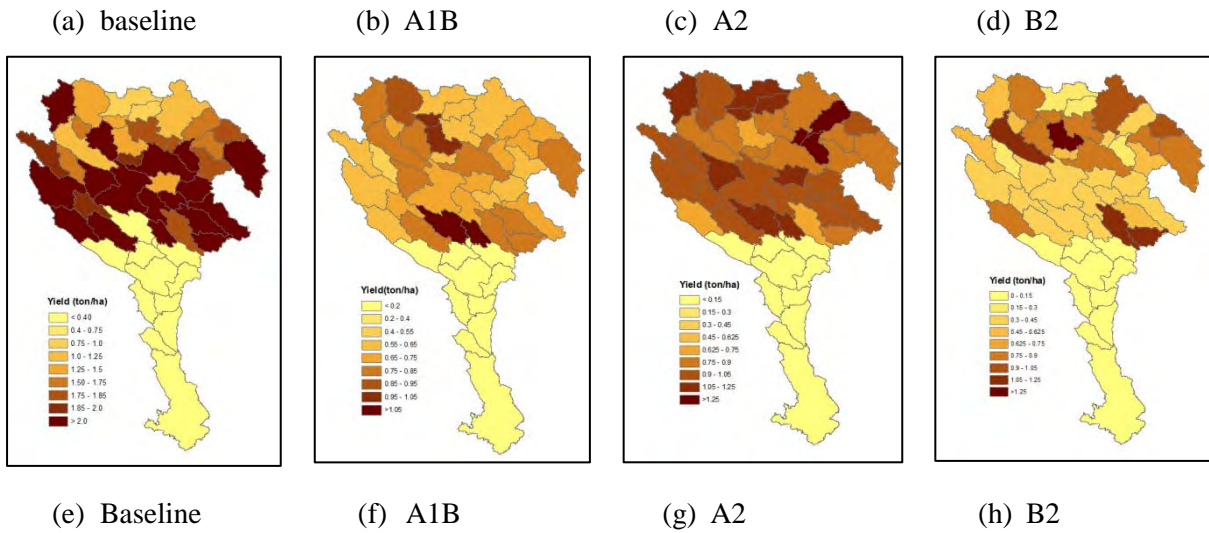 (a) baseline
(b) A1B
(c) A2
(d) B2
Yield (ton/ha)
< 0.40
0.4 - 0.75
0.75 - 1.0
1.0 - 1.25
1.25 - 1.5
1.50 - 1.75
1.75 - 1.85
1.85 - 2.0
> 2.0
Yield(ton/ha)
< 0.2
0.2 - 0.4
0.4 - 0.55
0.55 - 0.65
0.65 - 0.75
0.75 - 0.85
0.85 - 0.95
0.95 - 1.05
>1.05
Yield (ton/ha)
< 0.15
0.15 - 0.3
0.3 - 0.45
0.45 - 0.625
0.625 - 0.75
0.75 - 0.9
0.9 - 1.05
1.05 - 1.25
>1.25
Yield (ton/ha)
0 - 0.15
0.15 - 0.3
0.3 - 0.45
0.45 - 0.625
0.625 - 0.75
0.75 - 0.9
0.9 - 1.05
1.05 - 1.25
>1.25
(e) Baseline
(f) A1B
(g) A2
(h) B2